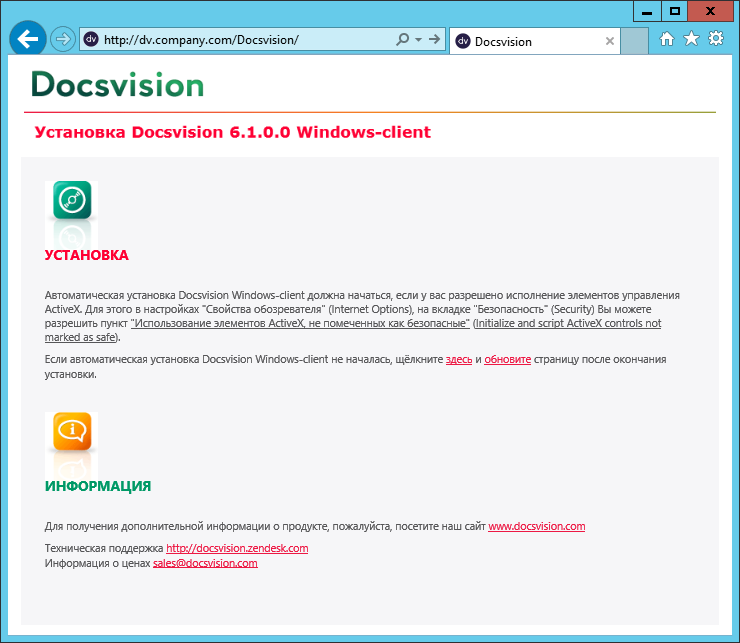 http://dv.company.com/Docsvision/
dv
Docsvision
Docsvision
Установка Docsvision 6.1.0.0 Windows-client
УСТАНОВКА
Автоматическая установка Docsvision Windows-client должна начаться, если у вас разрешено исполнение элементов управления
ActiveX. Для этого в настройках "Свойства обозревателя" (Internet Options), на вкладке "Безопасность" (Security) Вы можете
разрешить пункт "Использование элементов ActiveX, не помеченных как безопасные" (Initialize and script ActiveX controls not
marked as safe).
Если автоматическая установка Docsvision Windows-client не началась, щёлкните здесь и обновите страницу после окончания
установки.
ИНФОРМАЦИЯ
Для получения дополнительной информации о продукте, пожалуйста, посетите наш сайт www.docsvision.com
Техническая поддержка http://docsvision.zendesk.com
Информация о ценах sales@docsvision.com